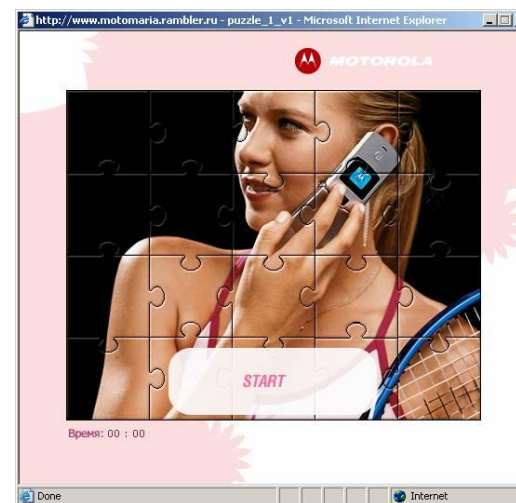 http://www.motomaria.rambler.ru - puzzle_1_v1 - Microsoft Internet Explorer
MOTOROLA
START
Время: 00 : 00
Done
Internet